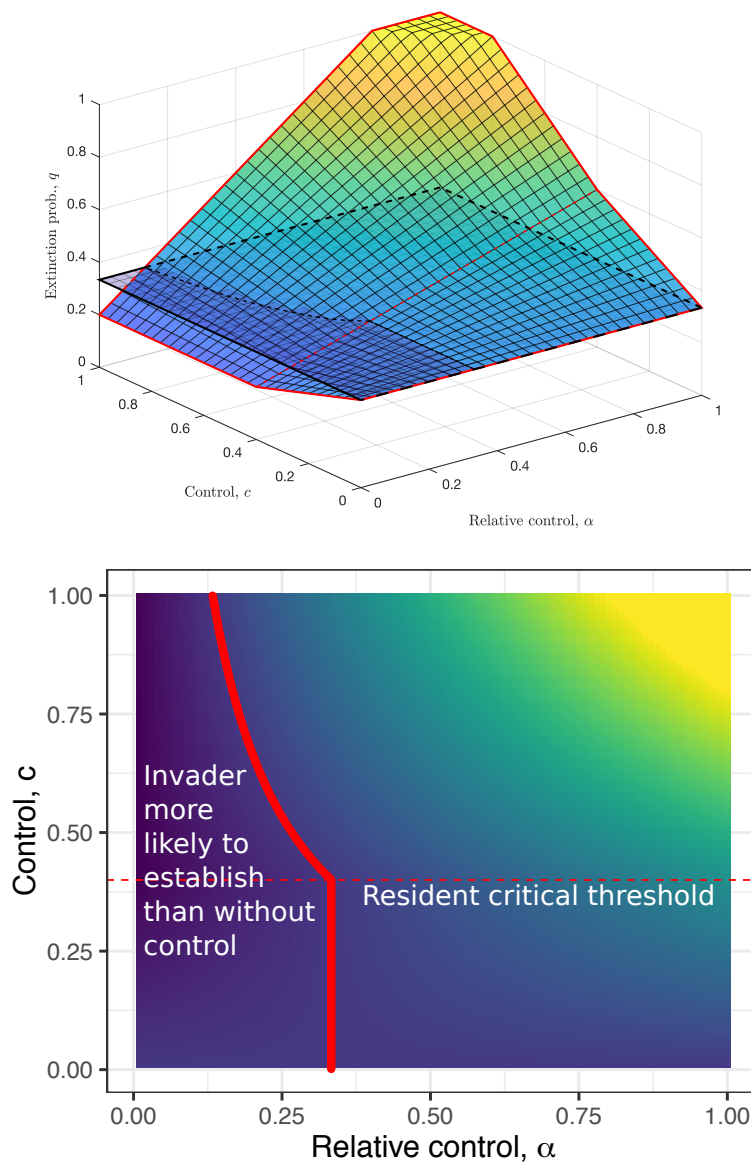 1
0.8
0.6
0.4
0.2
0
Extinction prob., q
1
0.8
0.6
0.4
0.2
0
Control, c
0
0.2
0.4
0.6
0.8
1
Relative control, α
1.00
0.75
0.50
0.25
0.00
Control, c
Invader
more
likely to
establish
than without
control
Resident critical threshold
0.00
0.25
0.50
0.75
1.00
Relative control, α